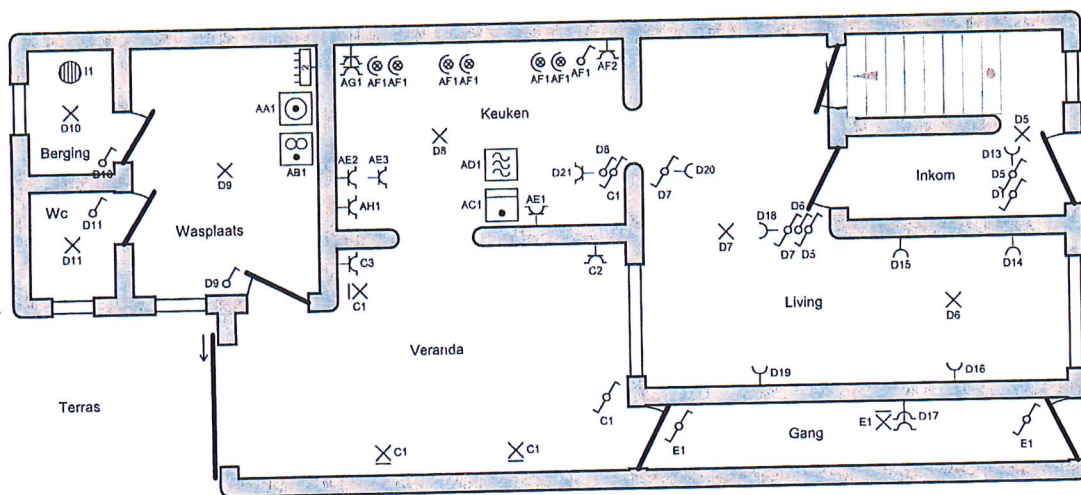 2
I1
AG1
AF1 AF1
AF1 AF1
AF1 AF1 AF1
AF2
AA1
Keuken
D10
D5
D8
D13
Berging
D10
AB1
AE2 AE3
AD1
D8
D21
D20
Inkom
D5
D9
C1
D7
D1
Wc
AH1
AC1
AE1
D6
D11
D18
Wasplaats
D7
D7 D5
D11
D15
D14
C3
C2
D9
C1
Living
D6
Veranda
D19
D16
Terras
C1
D17
E1
Gang
E1
E1
C1
C1